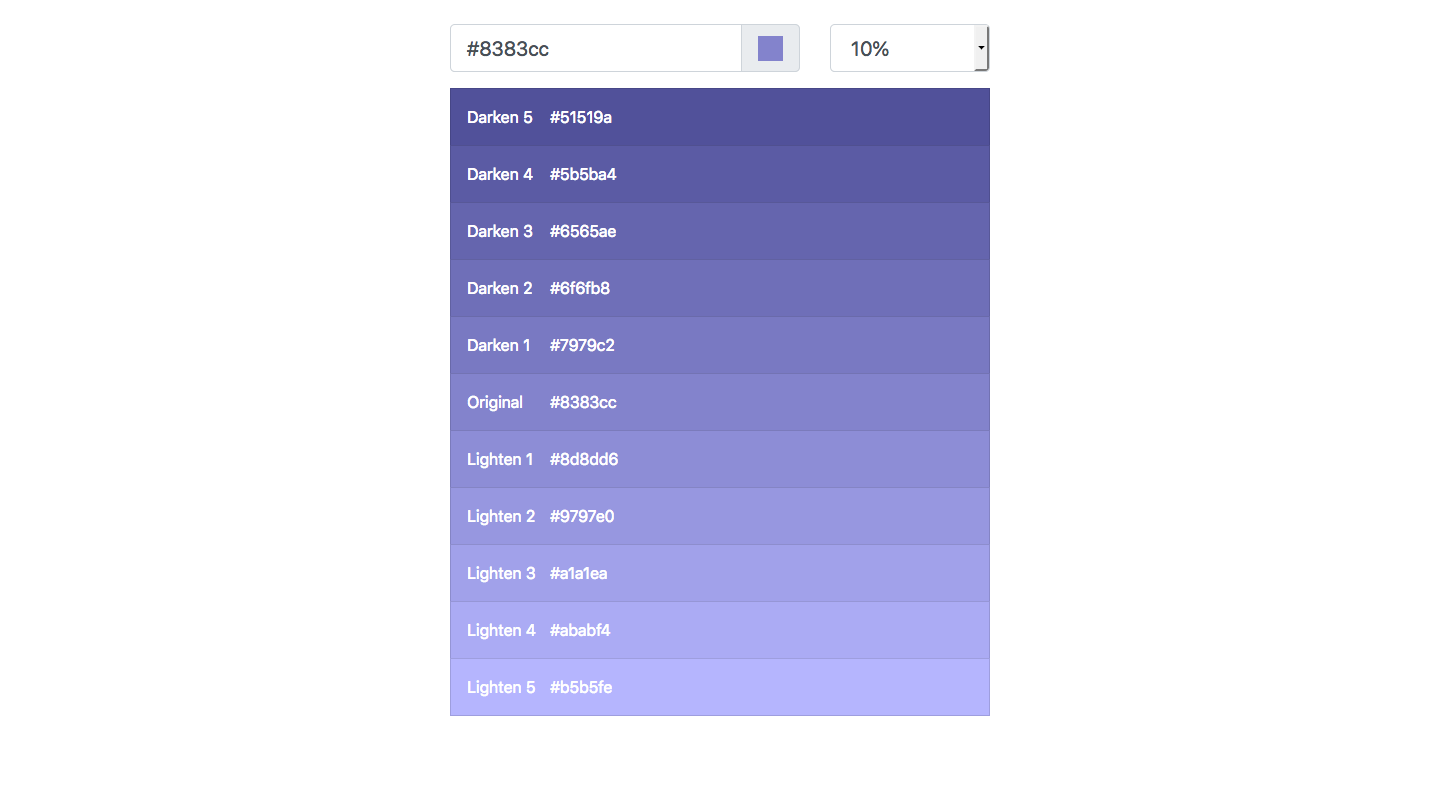 #8383cc 10%
Darken 5 #51519a
Darken 4 #5b5ba4
Darken 3 #6565ae
Darken 2 #6f6fb8
Darken 1 #7979c2
Original #8383cc
Lighten 1 #8d8dd6
Lighten 2 #9797e0
Lighten 3 #a1a1ea
Lighten 4 #ababf4
Lighten 5 #b5b5fe